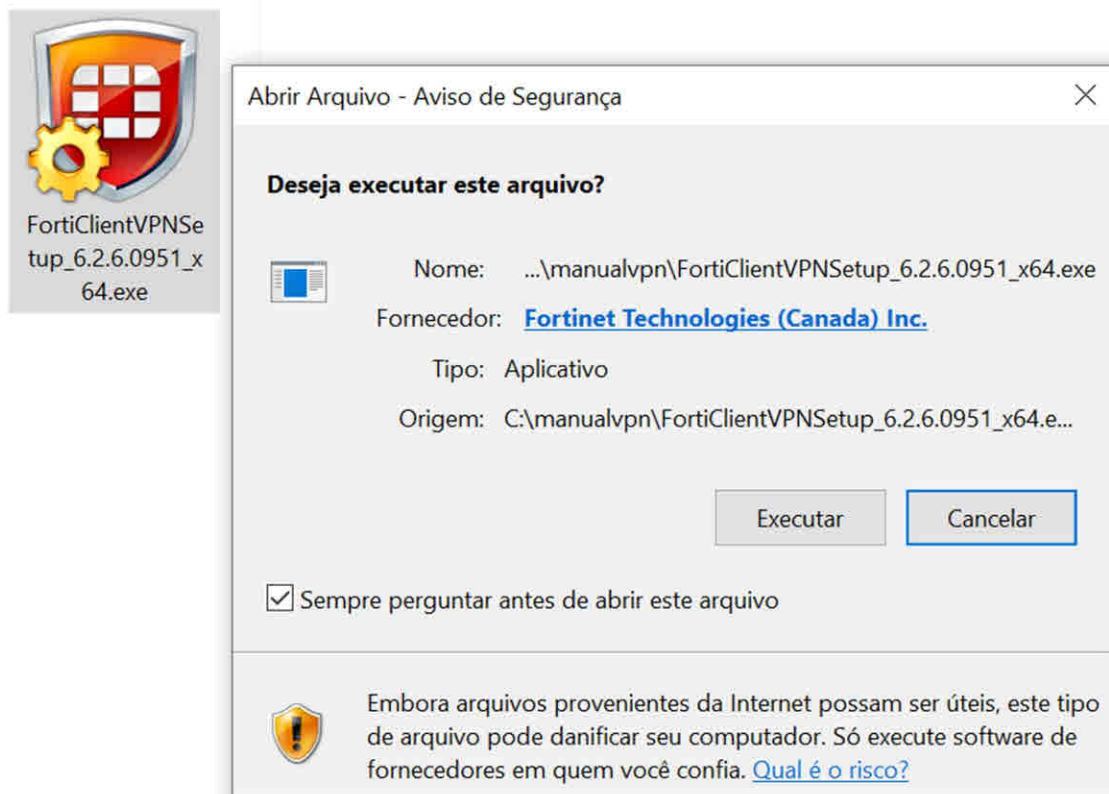 FortiClientVPNSe
tup_6.2.6.0951_x
64.exe
Abrir Arquivo - Aviso de Segurança
Deseja executar este arquivo?
Nome: ...\manualvpn\FortiClientVPNSetup_6.2.6.0951_x64.exe
Fornecedor: Fortinet Technologies (Canada) Inc.
Tipo: Aplicativo
Origem: C:\manualvpn\FortiClientVPNSetup_6.2.6.0951_x64.e...
Executar Cancelar
Sempre perguntar antes de abrir este arquivo
Embora arquivos provenientes da Internet possam ser úteis, este tipo
de arquivo pode danificar seu computador. Só execute software de
fornecedores em quem você confia. Qual é o risco?